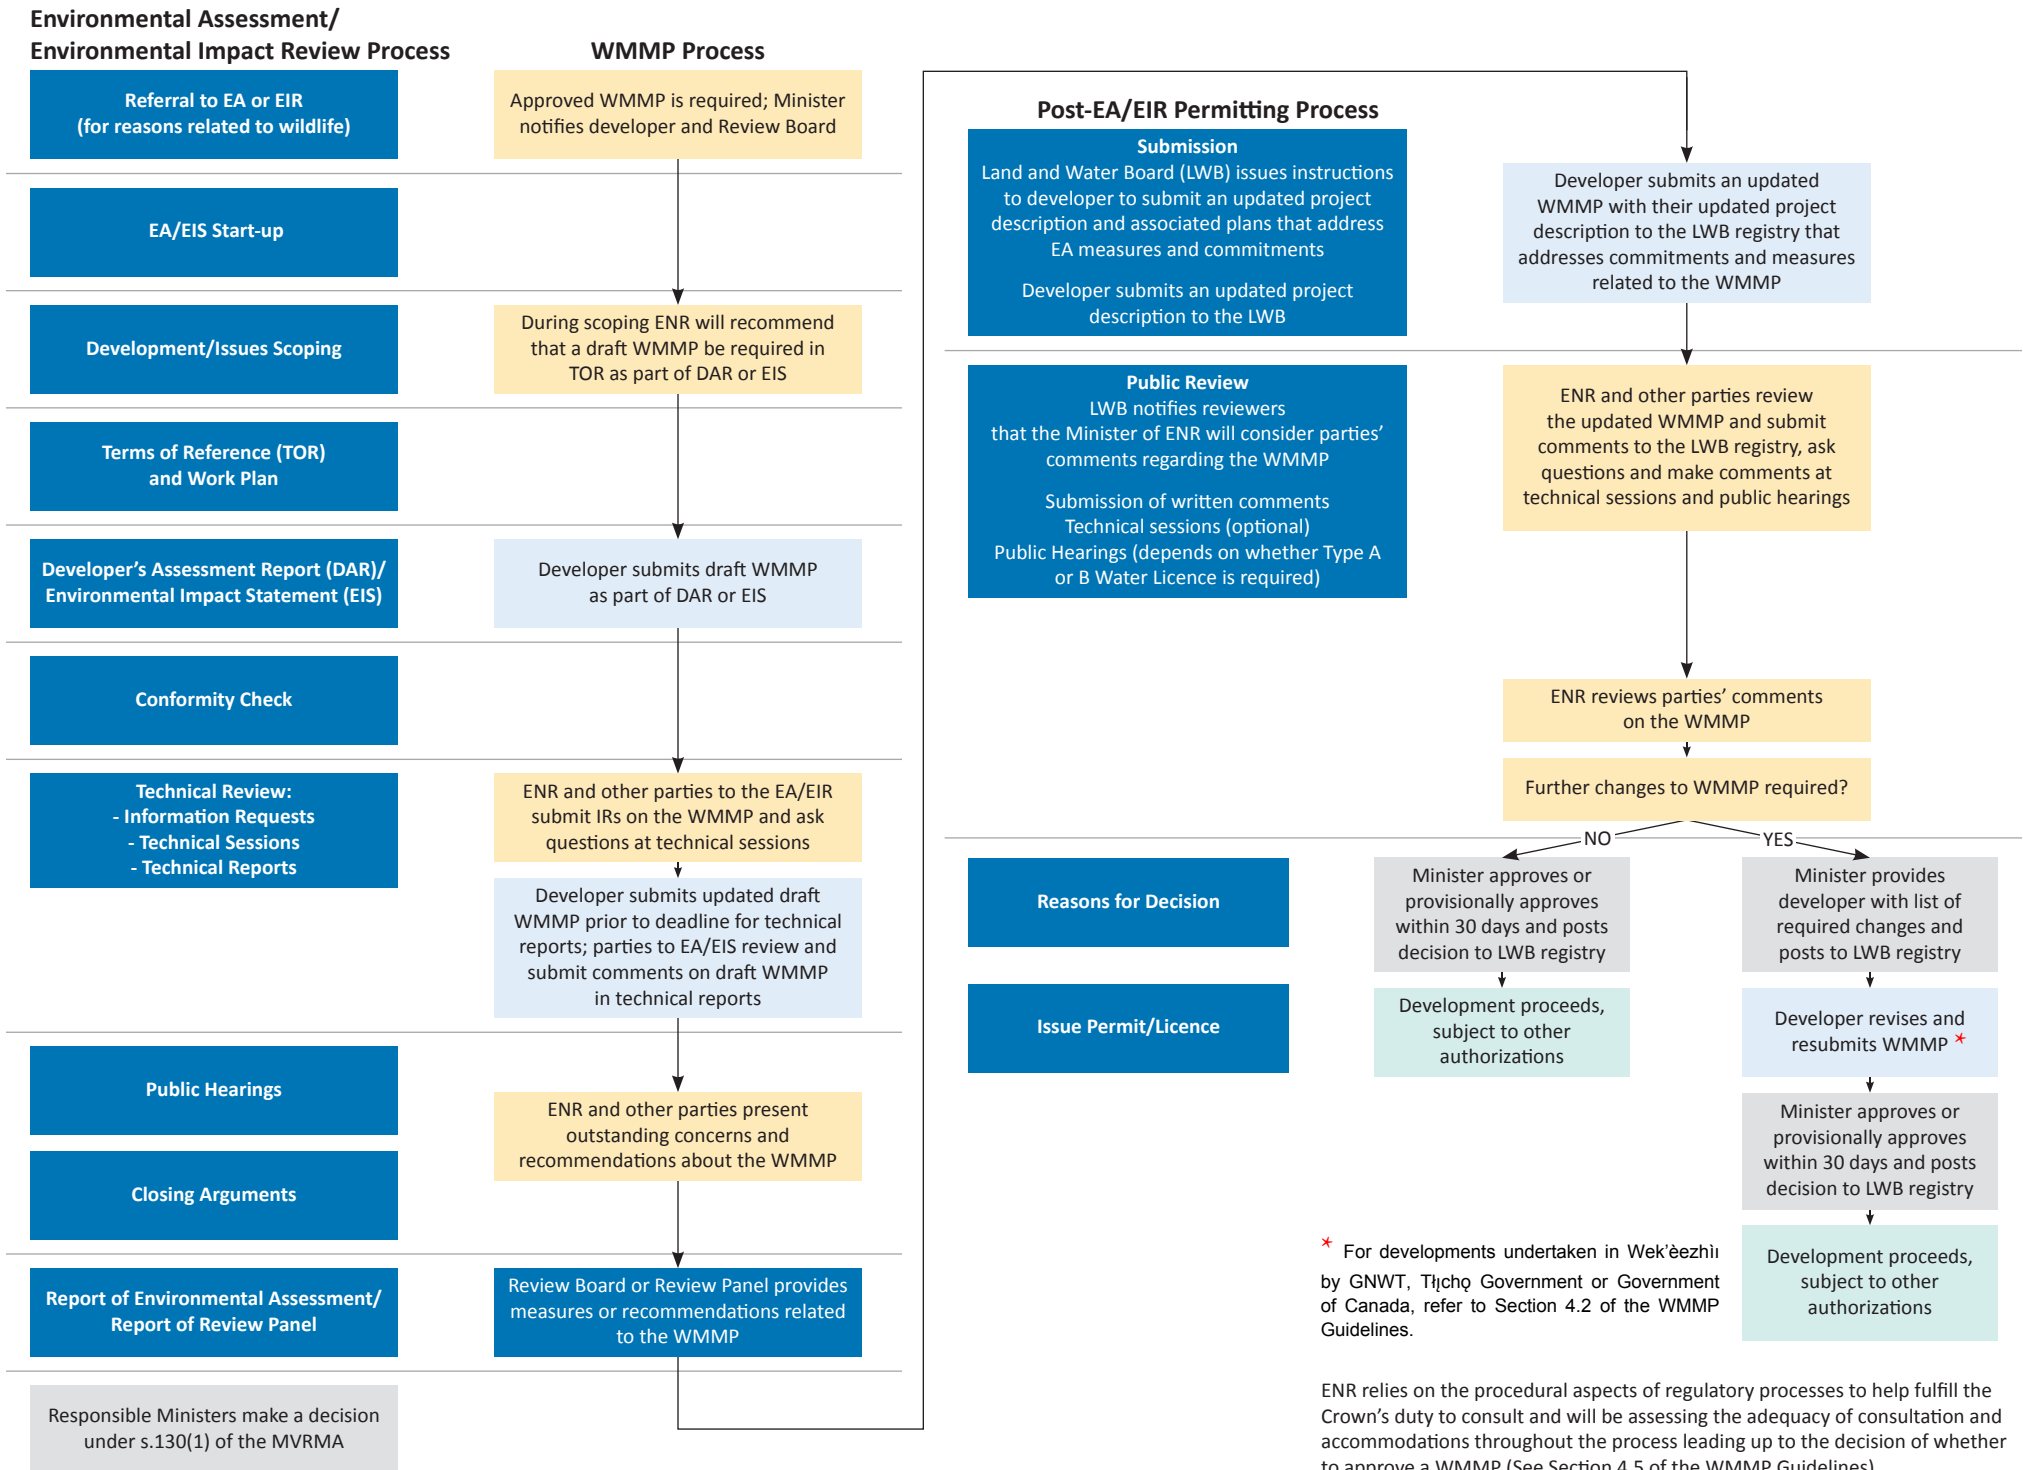 Environmental Assessment/
Environmental Impact Review Process
WMMP Process
Referral to EA or EIR
(for reasons related to wildlife)
Approved WMMP is required; Minister
notifies developer and Review Board
EA/EIS Start-up
Development/Issues Scoping
During scoping ENR will recommend
that a draft WMMP be required in
TOR as part of DAR or EIS
Terms of Reference (TOR)
and Work Plan
Developer’s Assessment Report (DAR)/
Environmental Impact Statement (EIS)
Developer submits draft WMMP
as part of DAR or EIS
Conformity Check
Technical Review:
- Information Requests
- Technical Sessions
- Technical Reports
ENR and other parties to the EA/EIR
submit IRs on the WMMP and ask
questions at technical sessions
Developer submits updated draft
WMMP prior to deadline for technical
reports; parties to EA/EIS review and
submit comments on draft WMMP
in technical reports
Public Hearings
Closing Arguments
ENR and other parties present
outstanding concerns and
recommendations about the WMMP
Report of Environmental Assessment/
Report of Review Panel
Review Board or Review Panel provides
measures or recommendations related
to the WMMP
Responsible Ministers make a decision
under s.130(1) of the MVRMA
Post-EA/EIR Permitting Process
Submission
Land and Water Board (LWB) issues instructions
to developer to submit an updated project
description and associated plans that address
EA measures and commitments
Developer submits an updated project
description to the LWB
Developer submits an updated
WMMP with their updated project
description to the LWB registry that
addresses commitments and measures
related to the WMMP
Public Review
LWB notifies reviewers
that the Minister of ENR will consider parties’
comments regarding the WMMP
Submission of written comments
Technical sessions (optional)
Public Hearings (depends on whether Type A
or B Water Licence is required)
ENR and other parties review
the updated WMMP and submit
comments to the LWB registry, ask
questions and make comments at
technical sessions and public hearings
ENR reviews parties’ comments
on the WMMP
Further changes to WMMP required?
NO
YES
Reasons for Decision
Minister approves or
provisionally approves
within 30 days and posts
decision to LWB registry
Minister provides
developer with list of
required changes and
posts to LWB registry
Issue Permit/Licence
Development proceeds,
subject to other
authorizations
Developer revises and
resubmits WMMP *
Minister approves or
provisionally approves
within 30 days and posts
decision to LWB registry
Development proceeds,
subject to other
authorizations
* For developments undertaken in Wek’èezhìı
by GNWT, Tłı̨chǫ Government or Government
of Canada, refer to Section 4.2 of the WMMP
Guidelines.
ENR relies on the procedural aspects of regulatory processes to help fulfill the
Crown’s duty to consult and will be assessing the adequacy of consultation and
accommodations throughout the process leading up to the decision of whether
to approve a WMMP (See Section 4.5 of the WMMP Guidelines)